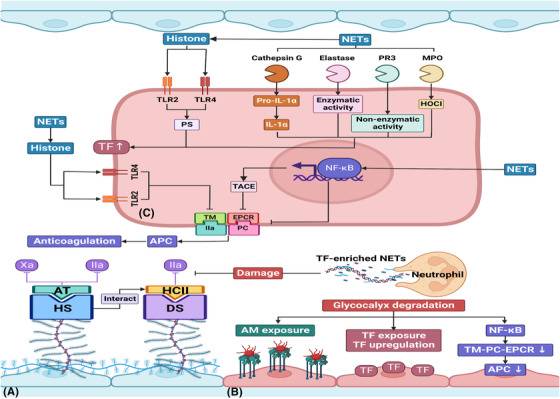 Histone
NETs
Cathepsin G
Elastase
PR3
MPO
TLR2
TLR4
Pro-IL-1α
Enzymatic
activity
HOCl
NETs
PS
IL-1α
Non-enzymatic
activity
TF ↑
Histone
NF-κB
NETs
TLR4
TACE
TLR2
(C)
TM
EPCR
IIa
PC
Anticoagulation
APC
Xa
IIa
IIa
Damage
TF-enriched NETs
Neutrophil
AT
HCII
HS
Interact
DS
Glycocalyx degradation
AM exposure
TF exposure
TF upregulation
NF-κB
TM-PC-EPCR ↓
TF
TF
TF
APC ↓
(A)
(B)